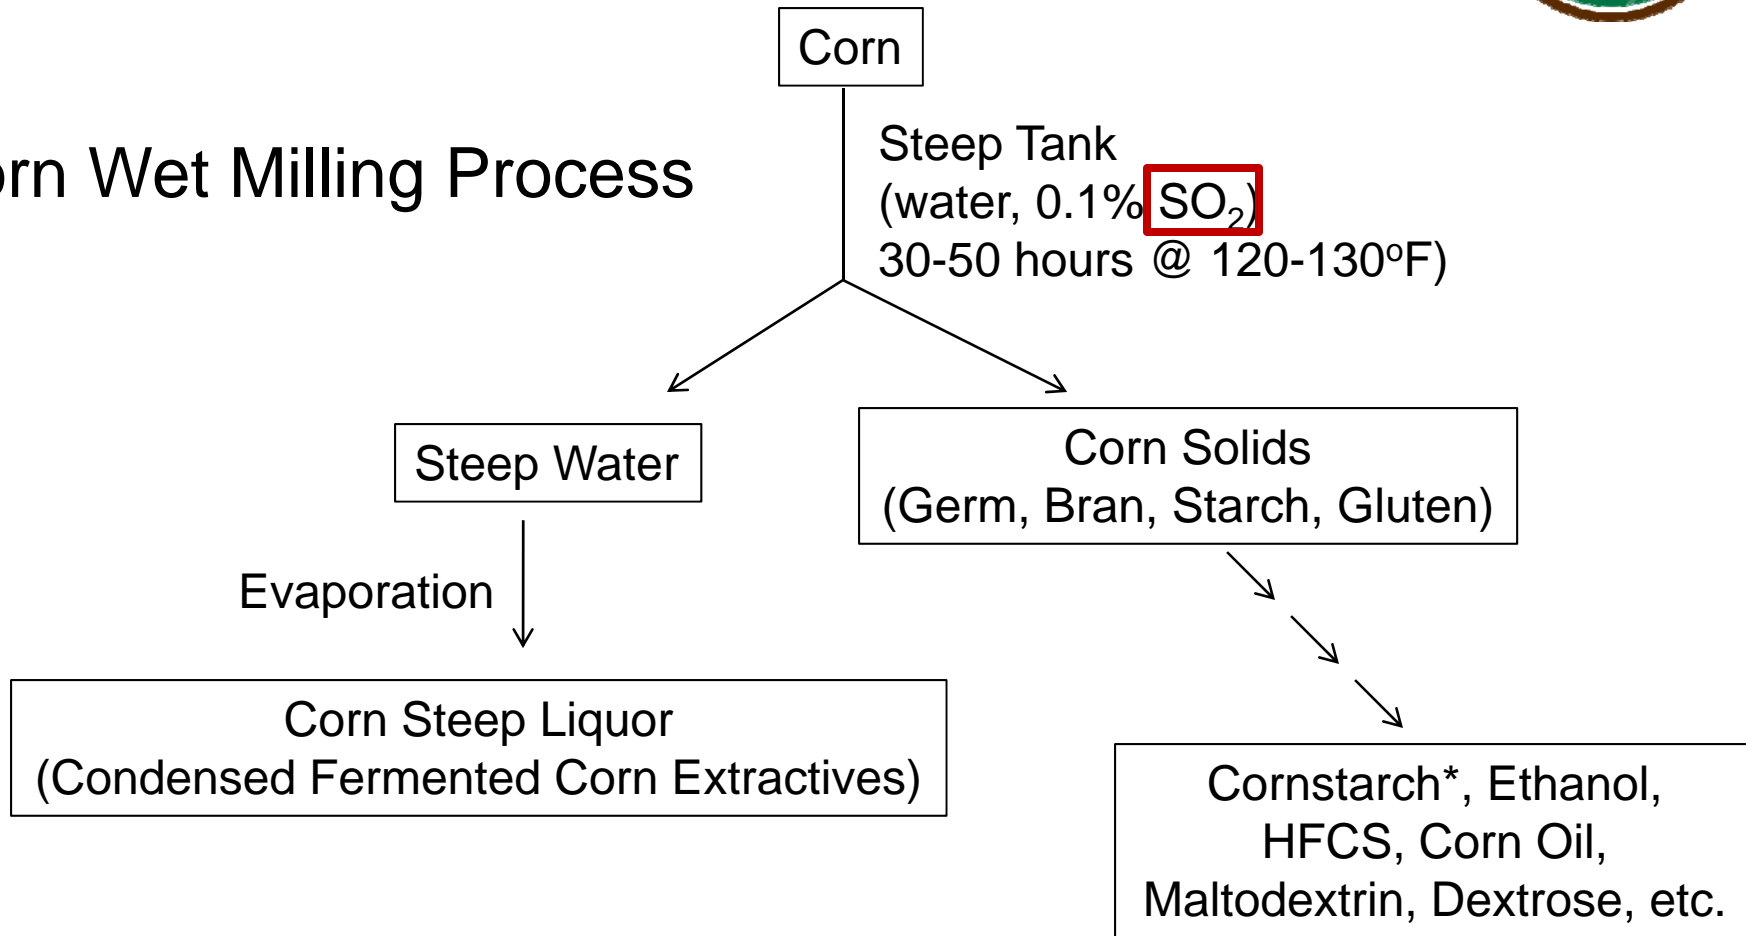 Corn
orn Wet Milling Process
Steep Tank
(water, 0.1% SO₂)
30-50 hours @ 120-130ºF)
Steep Water
Corn Solids
(Germ, Bran, Starch, Gluten)
Evaporation
Corn Steep Liquor
(Condensed Fermented Corn Extractives)
Cornstarch*, Ethanol,
HFCS, Corn Oil,
Maltodextrin, Dextrose, etc.